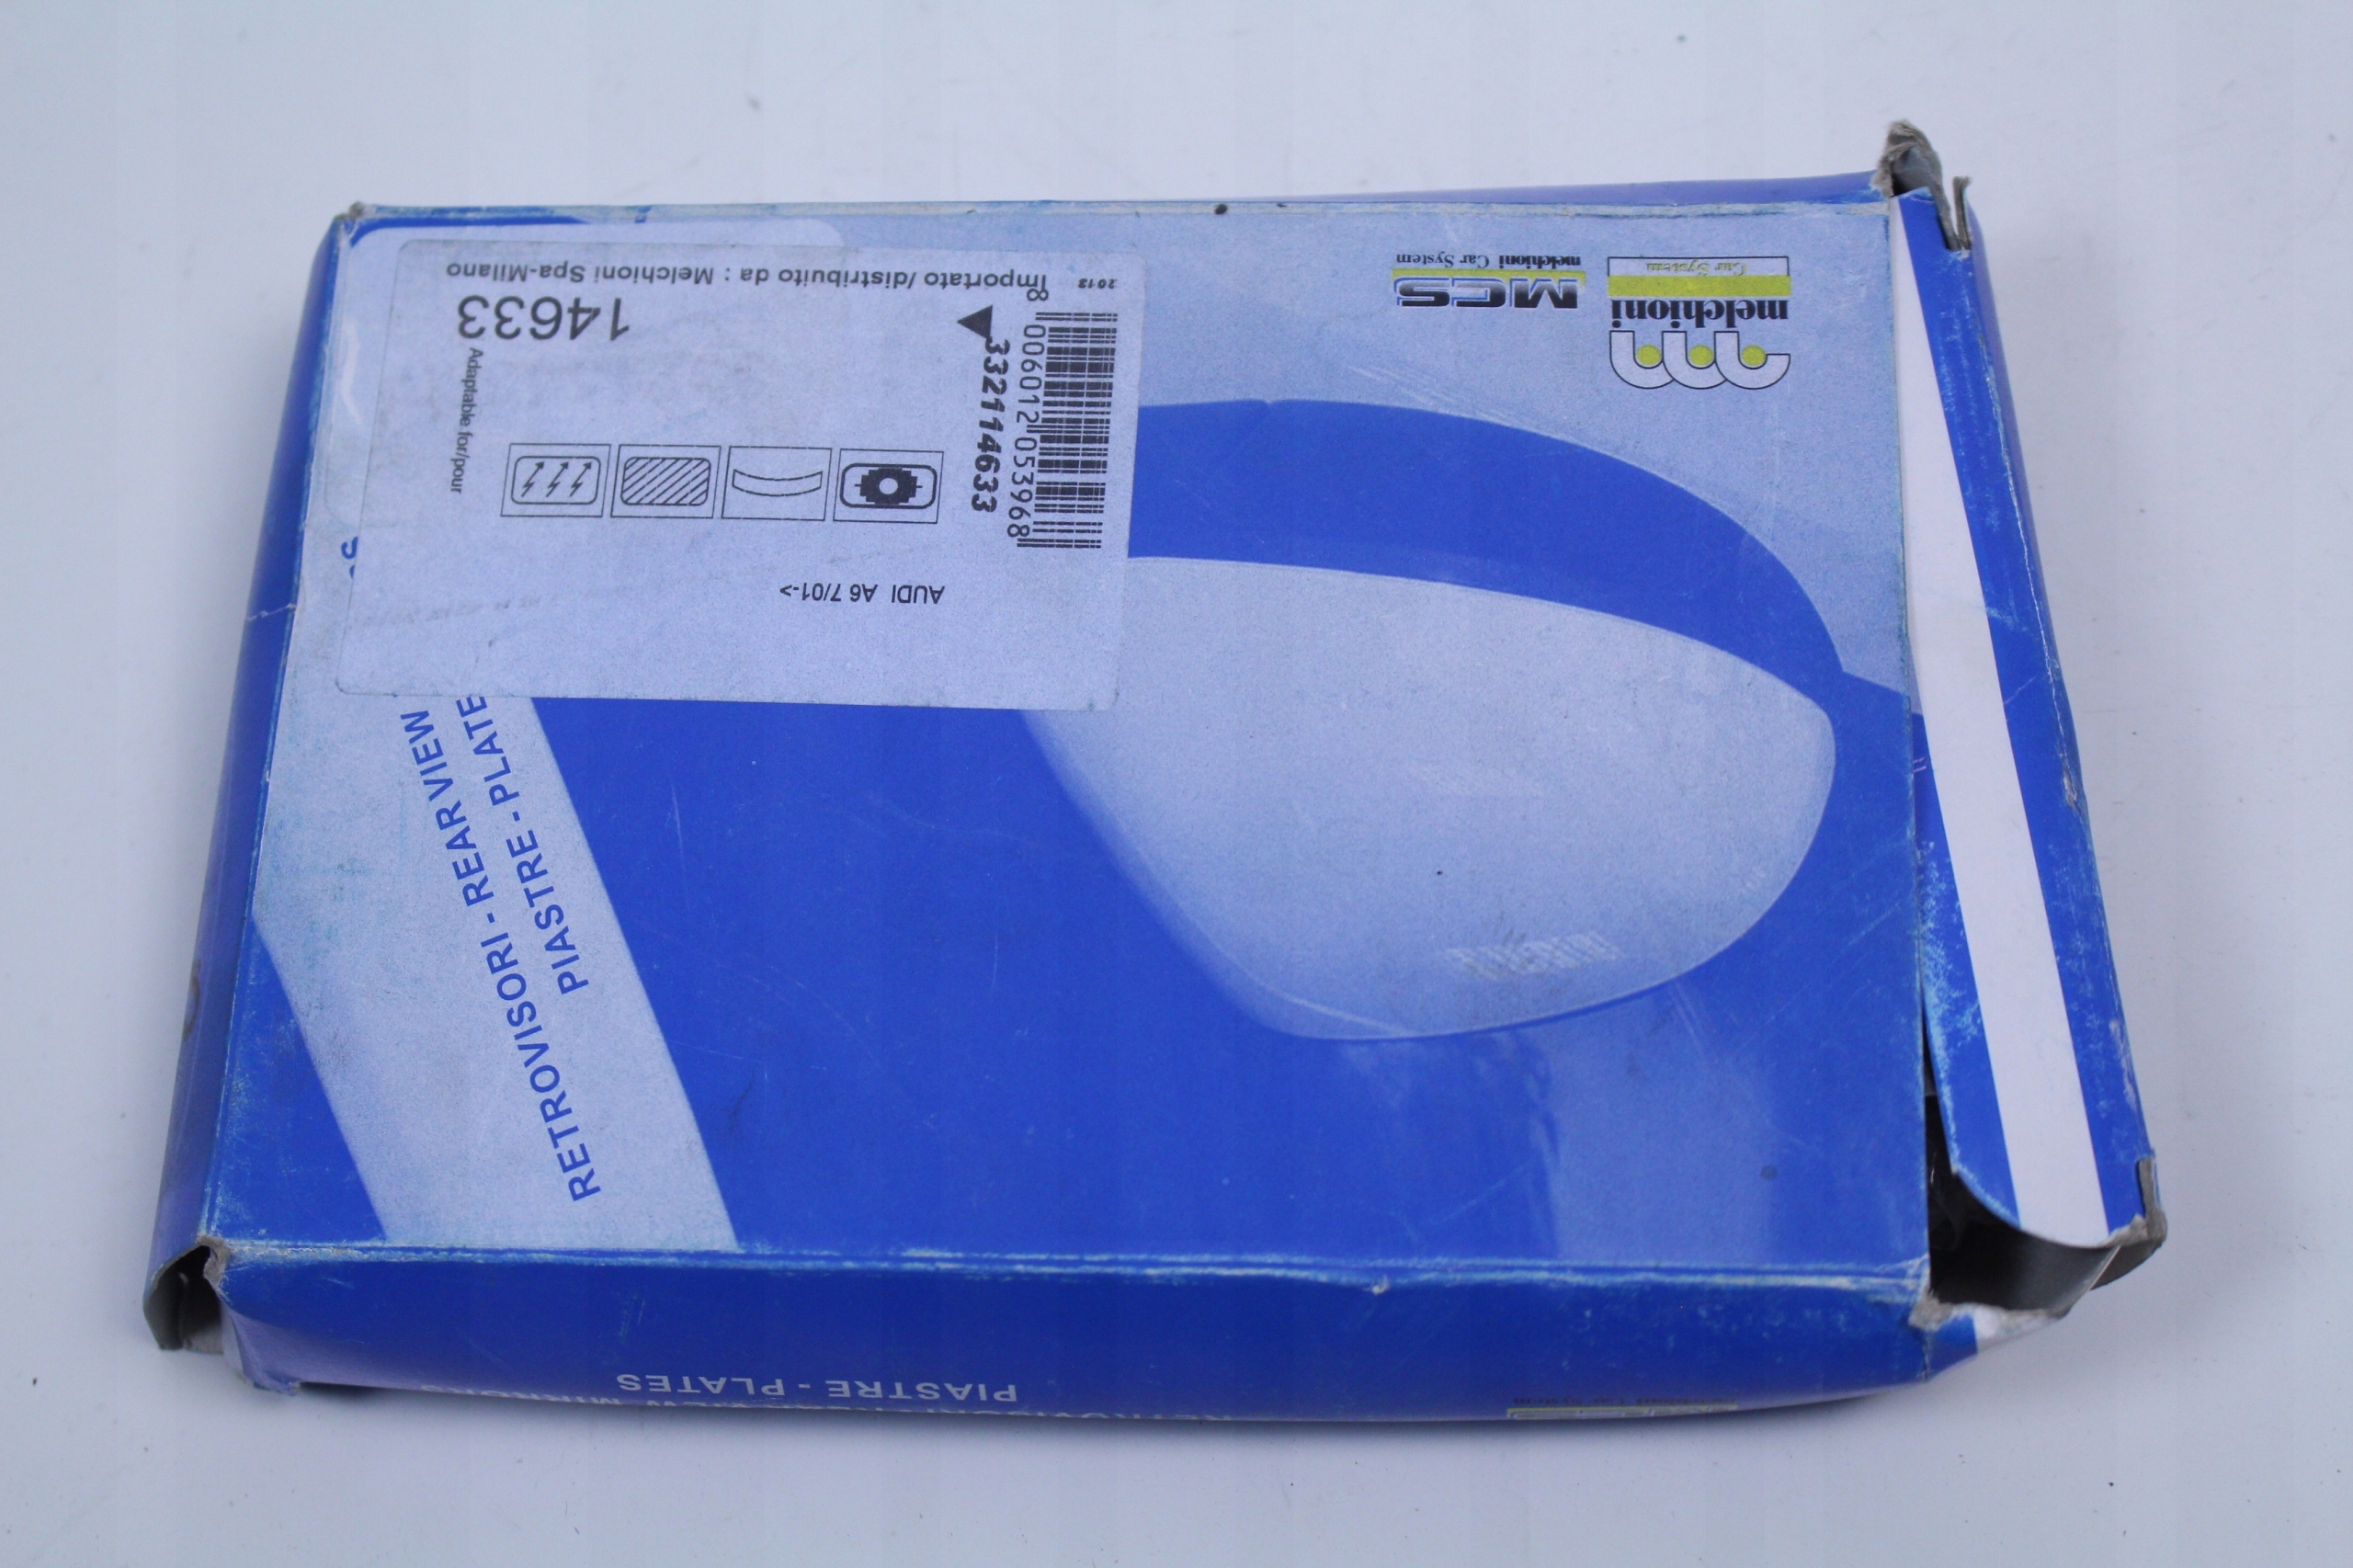 melchioni
Car System
MCS
melchioni Car System
AUDI A6 7/01->
Adaptable for/pour
14633
Importato /distribuito da : Melchioni Spa-Milano
2013
332114633
8 006012 053968
RETROVISORI - REAR VIEW
PIASTRE - PLATE
PIASTRE - PLATES